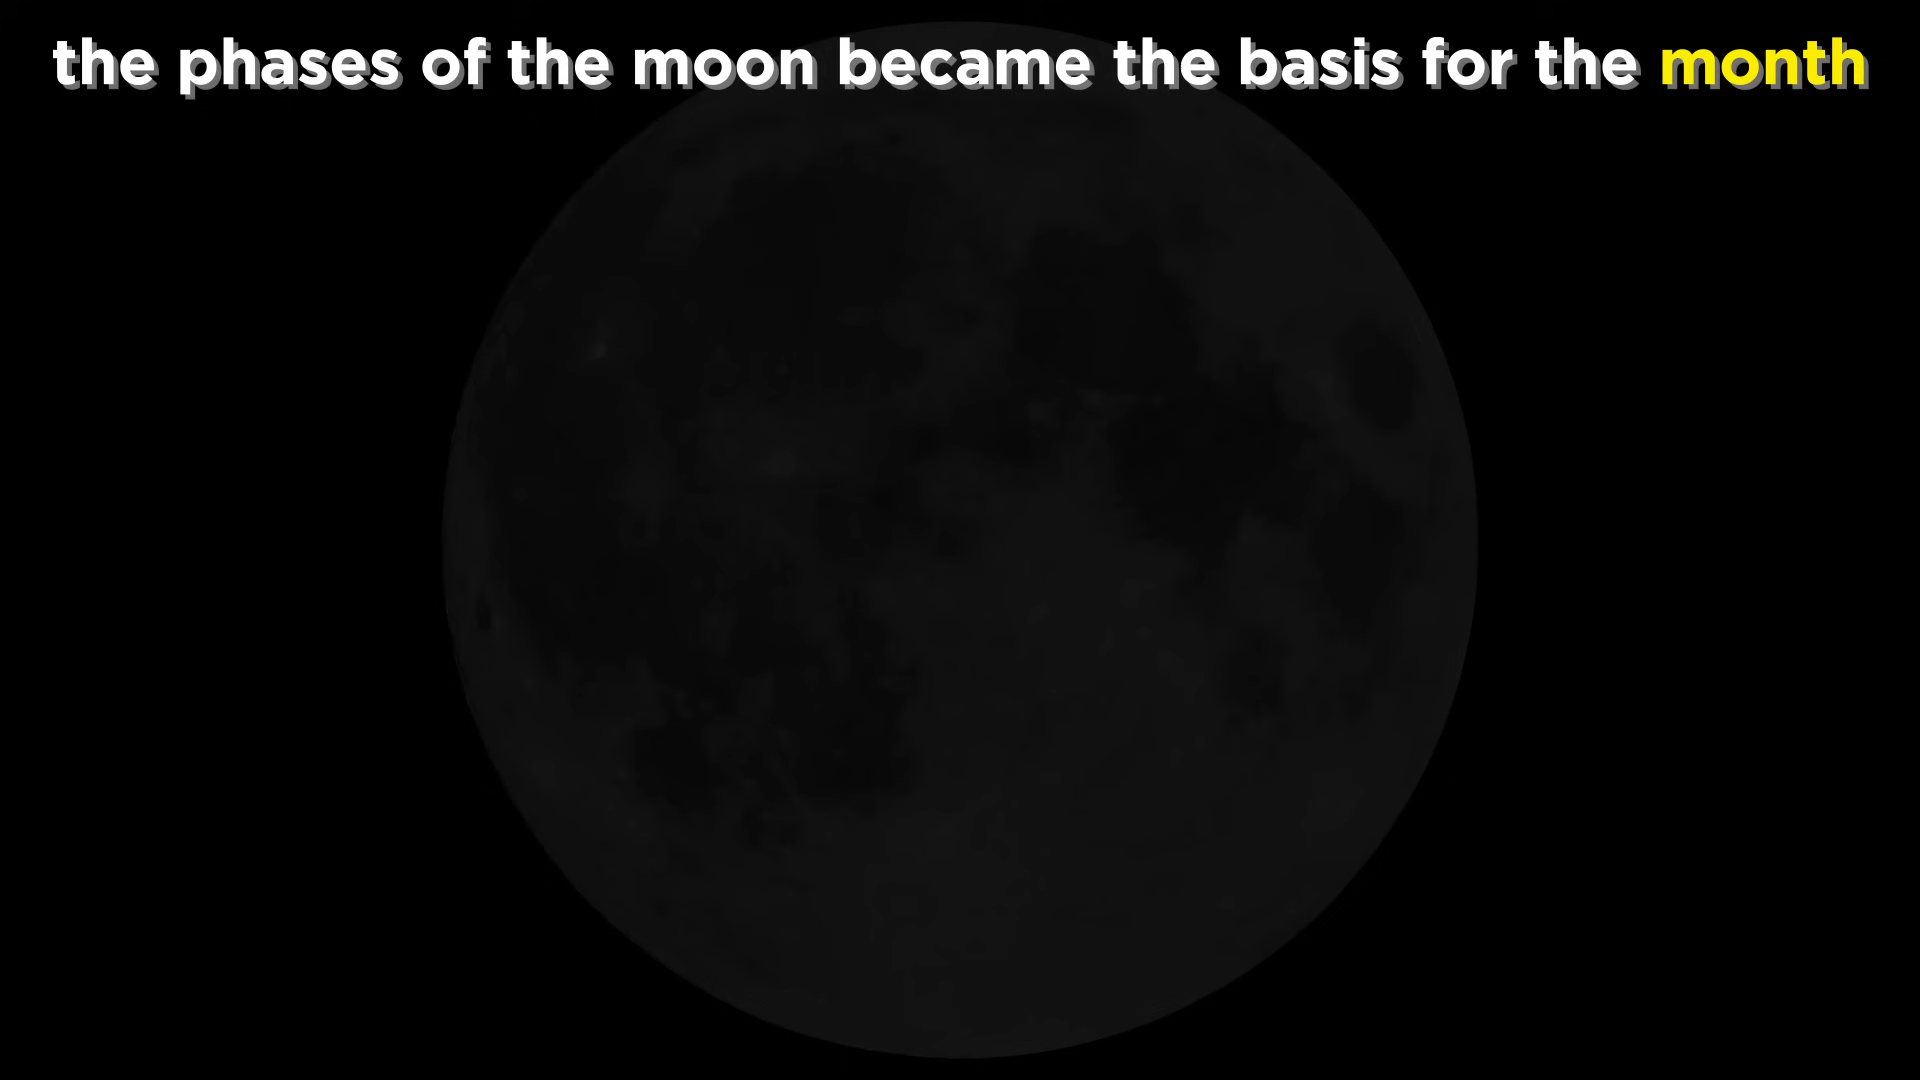 the phases of the moon became the basis for the month